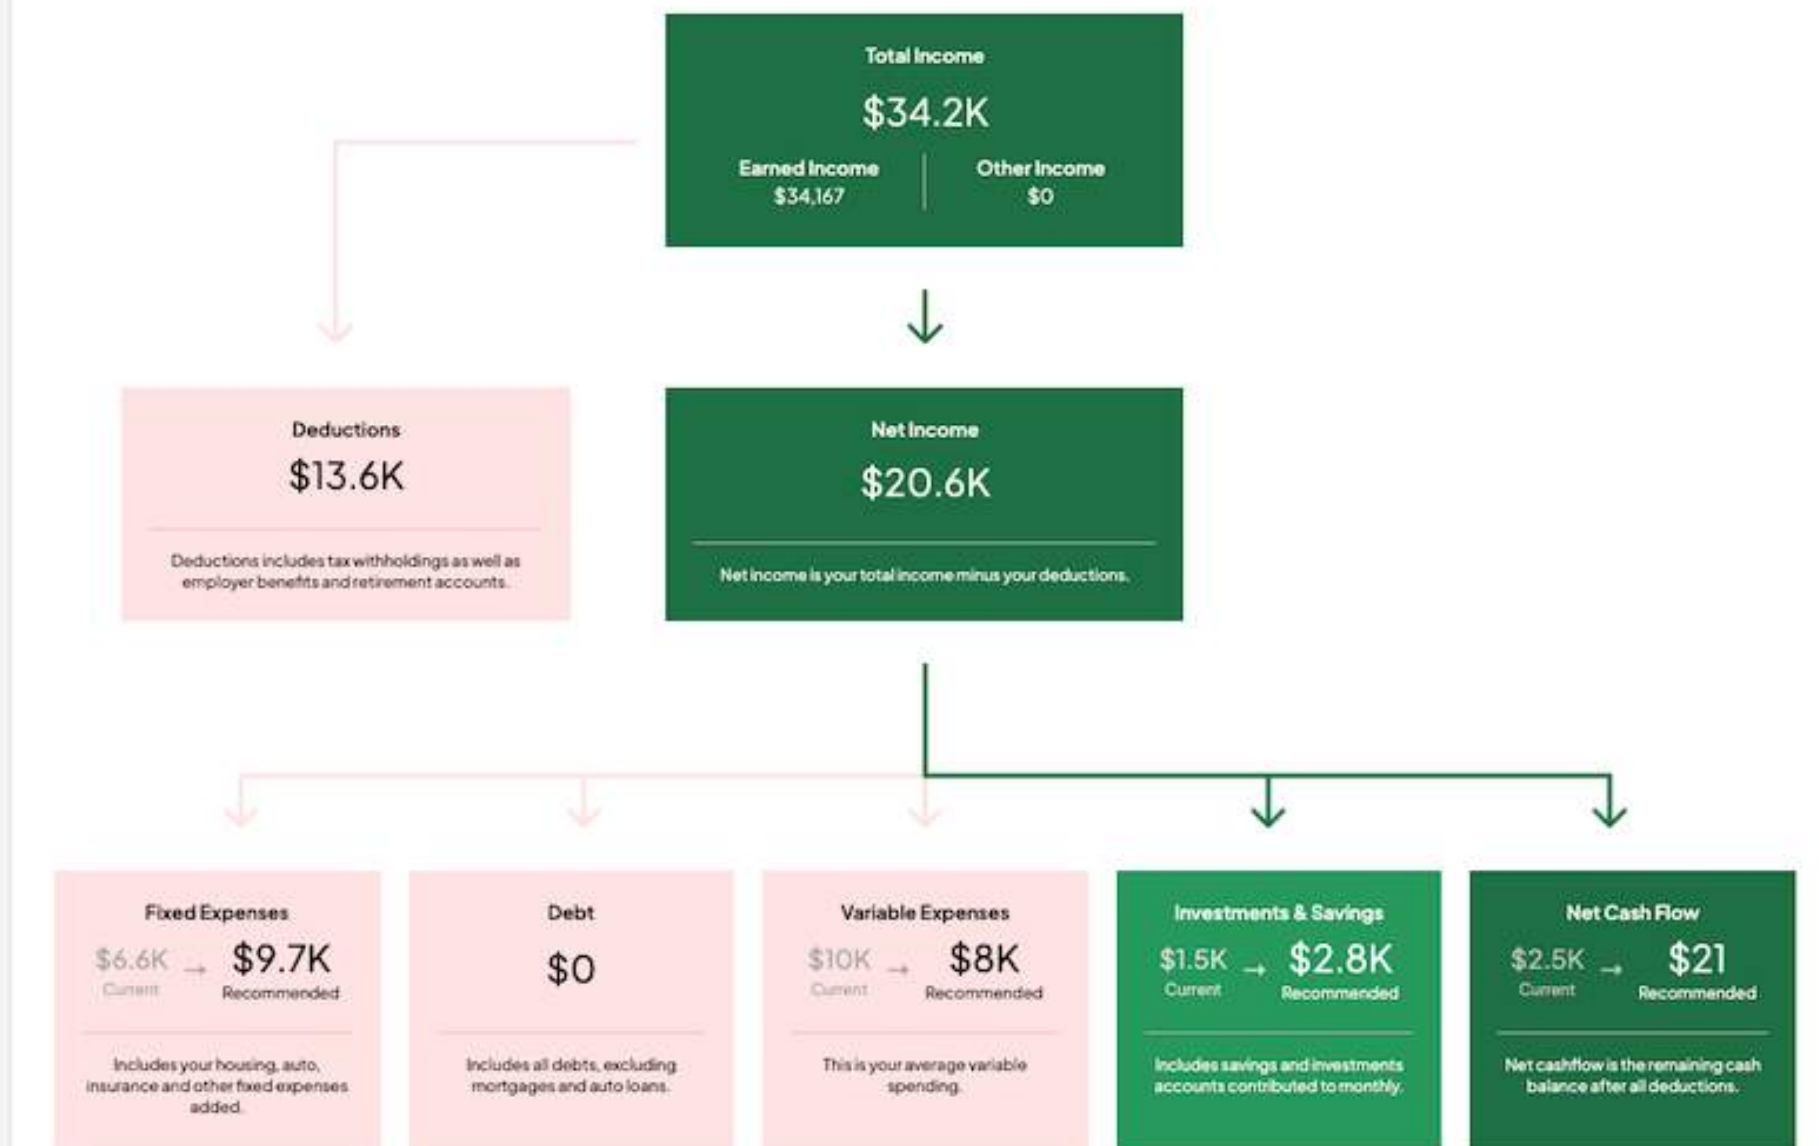 Total Income
$34.2K
Earned Income
$34,167
Other Income
$0
Deductions
$13.6K
Deductions includes tax withholdings as well as
employer benefits and retirement accounts.
Net Income
$20.6K
Net income is your total income minus your deductions.
Fixed Expenses
$6.6K → $9.7K
Current Recommended
Includes your housing, auto,
insurance and other fixed expenses
added.
Debt
$0
Includes all debts, excluding
mortgages and auto loans.
Variable Expenses
$10K → $8K
Current Recommended
This is your average variable
spending.
Investments & Savings
$1.5K → $2.8K
Current Recommended
Includes savings and investments
accounts contributed to monthly.
Net Cash Flow
$2.5K → $21
Current Recommended
Net cashflow is the remaining cash
balance after all deductions.